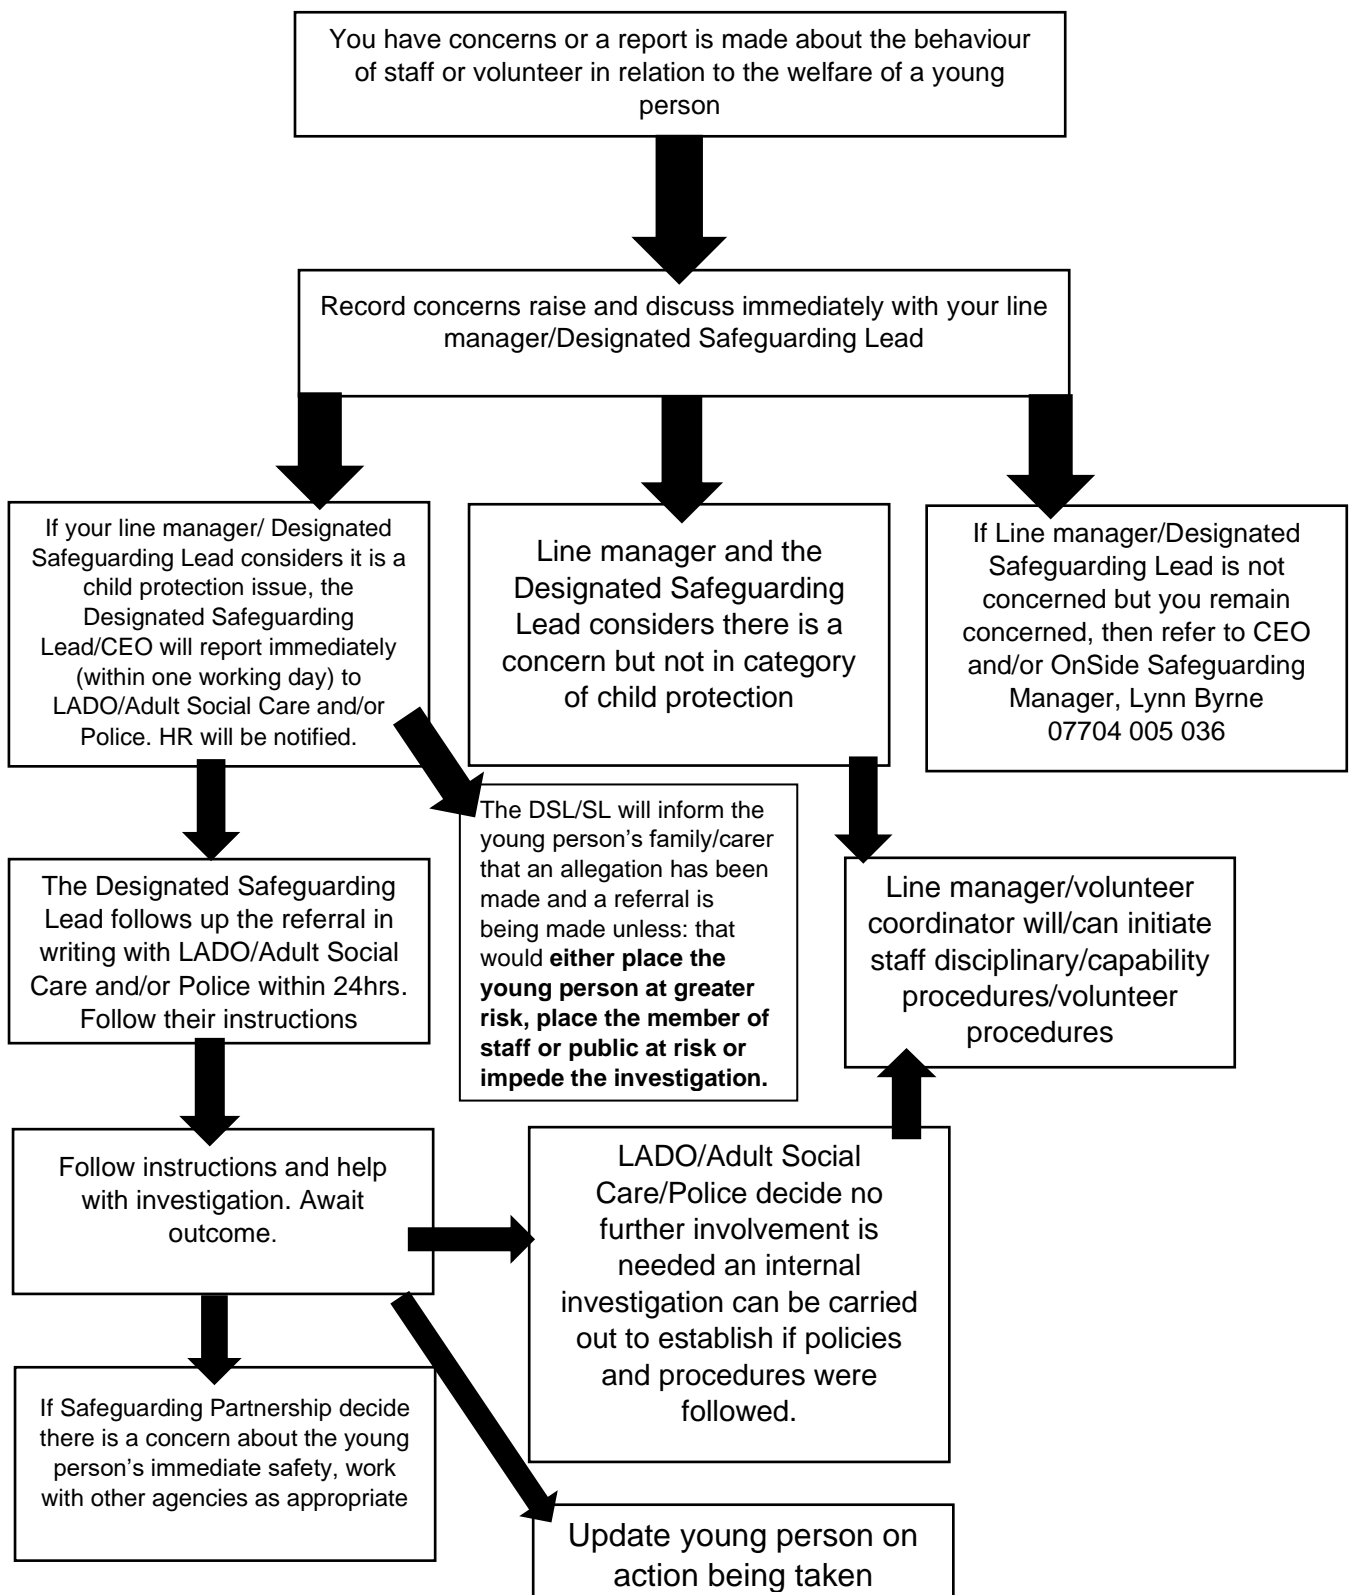 You have concerns or a report is made about the behaviour
of staff or volunteer in relation to the welfare of a young
person
Record concerns raise and discuss immediately with your line
manager/Designated Safeguarding Lead
If your line manager/ Designated
Safeguarding Lead considers it is a
child protection issue, the
Designated Safeguarding
Lead/CEO will report immediately
(within one working day) to
LADO/Adult Social Care and/or
Police. HR will be notified.
Line manager and the
Designated Safeguarding
Lead considers there is a
concern but not in category
of child protection
If Line manager/Designated
Safeguarding Lead is not
concerned but you remain
concerned, then refer to CEO
and/or OnSide Safeguarding
Manager, Lynn Byrne
07704 005 036
The DSL/SL will inform the
young person’s family/carer
that an allegation has been
made and a referral is
being made unless: that
would either place the
young person at greater
risk, place the member of
staff or public at risk or
impede the investigation.
The Designated Safeguarding
Lead follows up the referral in
writing with LADO/Adult Social
Care and/or Police within 24hrs.
Follow their instructions
Line manager/volunteer
coordinator will/can initiate
staff disciplinary/capability
procedures/volunteer
procedures
Follow instructions and help
with investigation. Await
outcome.
LADO/Adult Social
Care/Police decide no
further involvement is
needed an internal
investigation can be carried
out to establish if policies
and procedures were
followed.
If Safeguarding Partnership decide
there is a concern about the young
person’s immediate safety, work
with other agencies as appropriate
Update young person on
action being taken